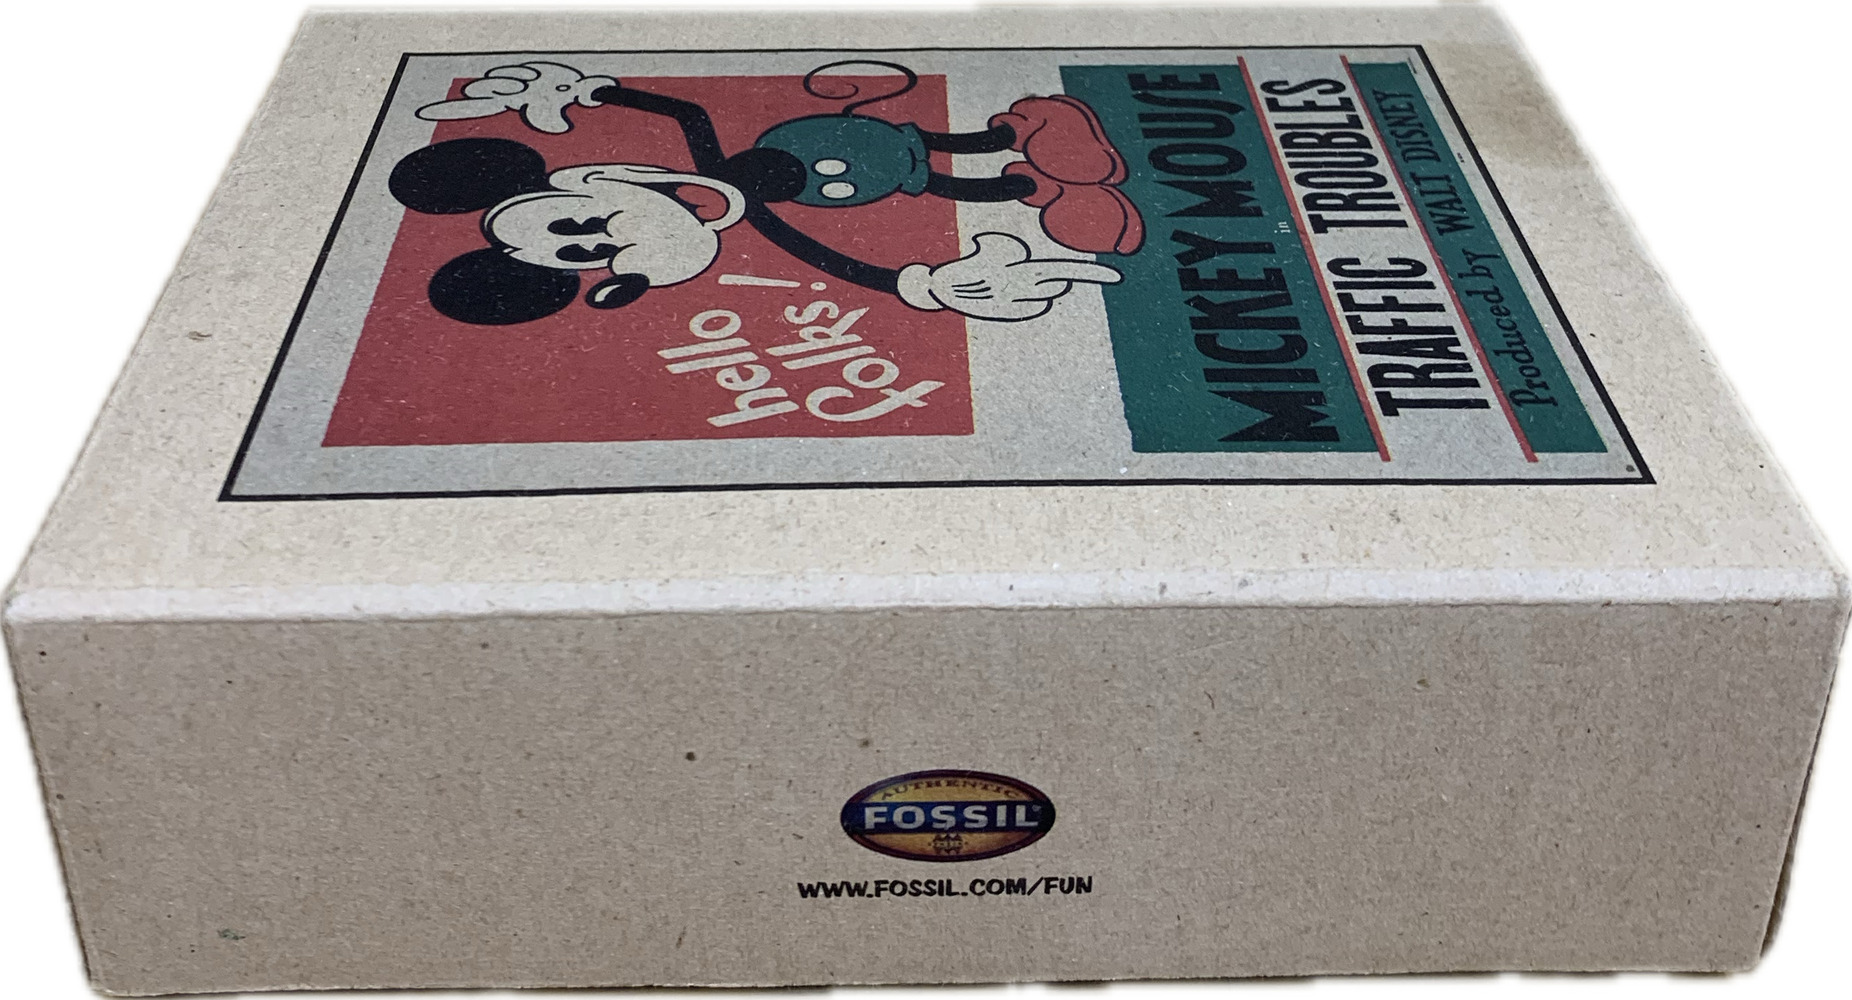 hello
folks!
MICKEY MOUSE
in
TRAFFIC TROUBLES
Produced by WALT DISNEY
AUTHENTIC
FOSSIL
WWW.FOSSIL.COM/FUN